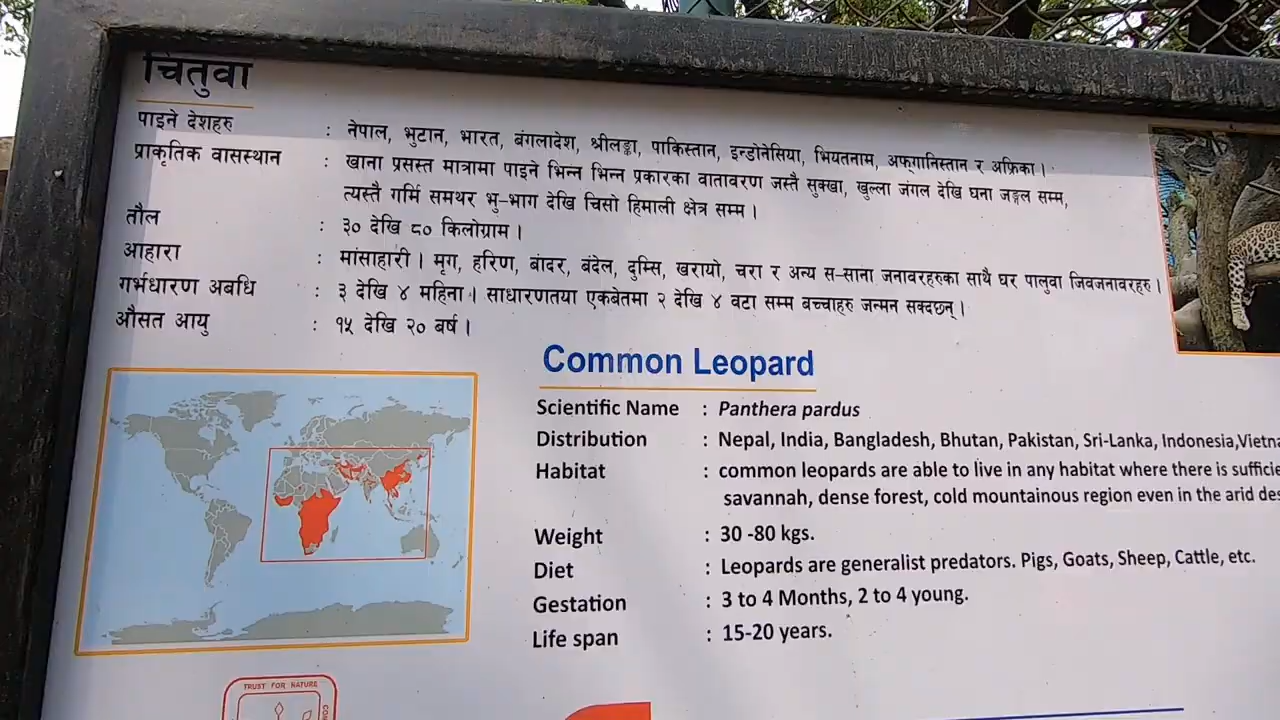 चितुवा
पाइने देशहरु : नेपाल, भुटान, भारत, बंगलादेश, श्रीलङ्का, पाकिस्तान, इन्डोनेसिया, भियतनाम, अफ्गानिस्तान र अफ्रिका।
प्राकृतिक वासस्थान : खाना प्रसस्त मात्रामा पाइने भिन्न भिन्न प्रकारका वातावरण जस्तै सुक्खा, खुल्ला जंगल देखि घना जङ्गल सम्म,
त्यस्तै गर्मि समथर भु-भाग देखि चिसो हिमाली क्षेत्र सम्म।
तौल : ३० देखि ८० किलोग्राम।
आहारा : मांसाहारी। मृग, हरिण, बांदर, बंदेल, दुम्सि, खरायो, चरा र अन्य स-साना जनावरहरुका साथै घर पालुवा जिवजनावरहरु।
गर्भधारण अबधि : ३ देखि ४ महिना। साधारणतया एकबेतमा २ देखि ४ वटा सम्म बच्चाहरु जन्मन सक्दछन्।
औसत आयु : १५ देखि २० बर्ष।
Common Leopard
Scientific Name : Panthera pardus
Distribution : Nepal, India, Bangladesh, Bhutan, Pakistan, Sri-Lanka, Indonesia,Vietna
Habitat : common leopards are able to live in any habitat where there is sufficie
savannah, dense forest, cold mountainous region even in the arid des
Weight : 30 -80 kgs.
Diet : Leopards are generalist predators. Pigs, Goats, Sheep, Cattle, etc.
Gestation : 3 to 4 Months, 2 to 4 young.
Life span : 15-20 years.
TRUST FOR NATURE